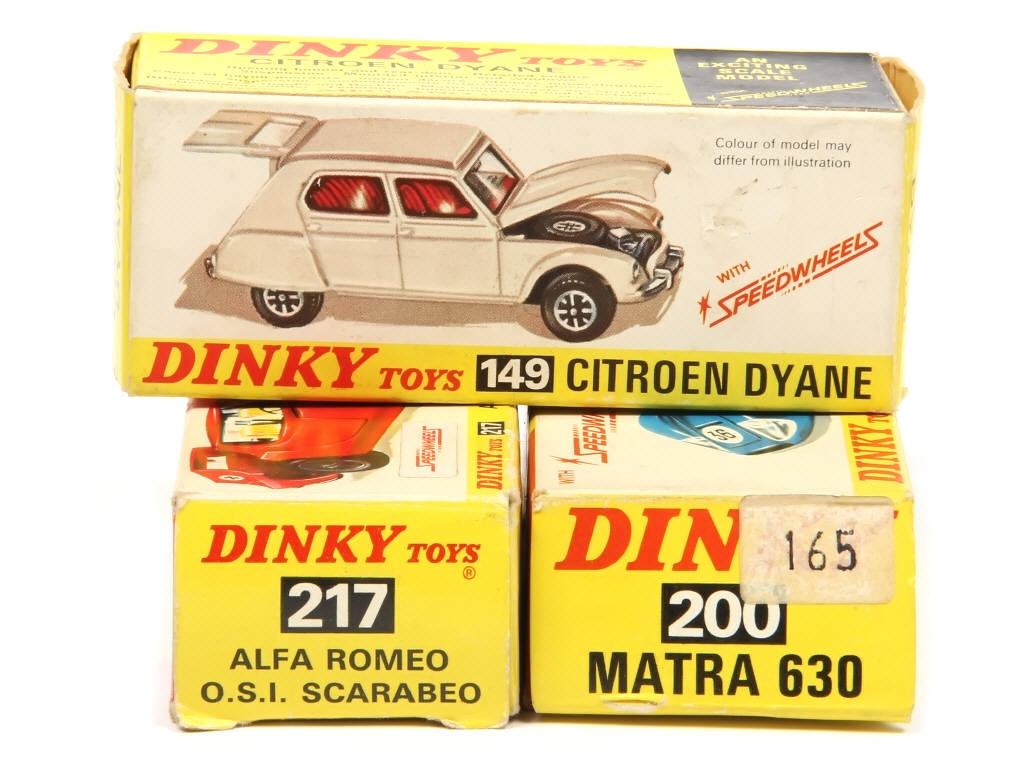 DINKY TOYS
CITROEN DYANE
AN
EXCITING
SCALE
MODEL
SPEEDWHEELS
Colour of model may
differ from illustration
WITH
SPEEDWHEELS
DINKY TOYS 149 CITROEN DYANE
SPEEDWHEELS
DINKY TOYS 217
WITH
SPEEDWHEELS
DINKY
DINKY TOYS
®
217
ALFA ROMEO
O.S.I. SCARABEO
DIN
165
200
MATRA 630